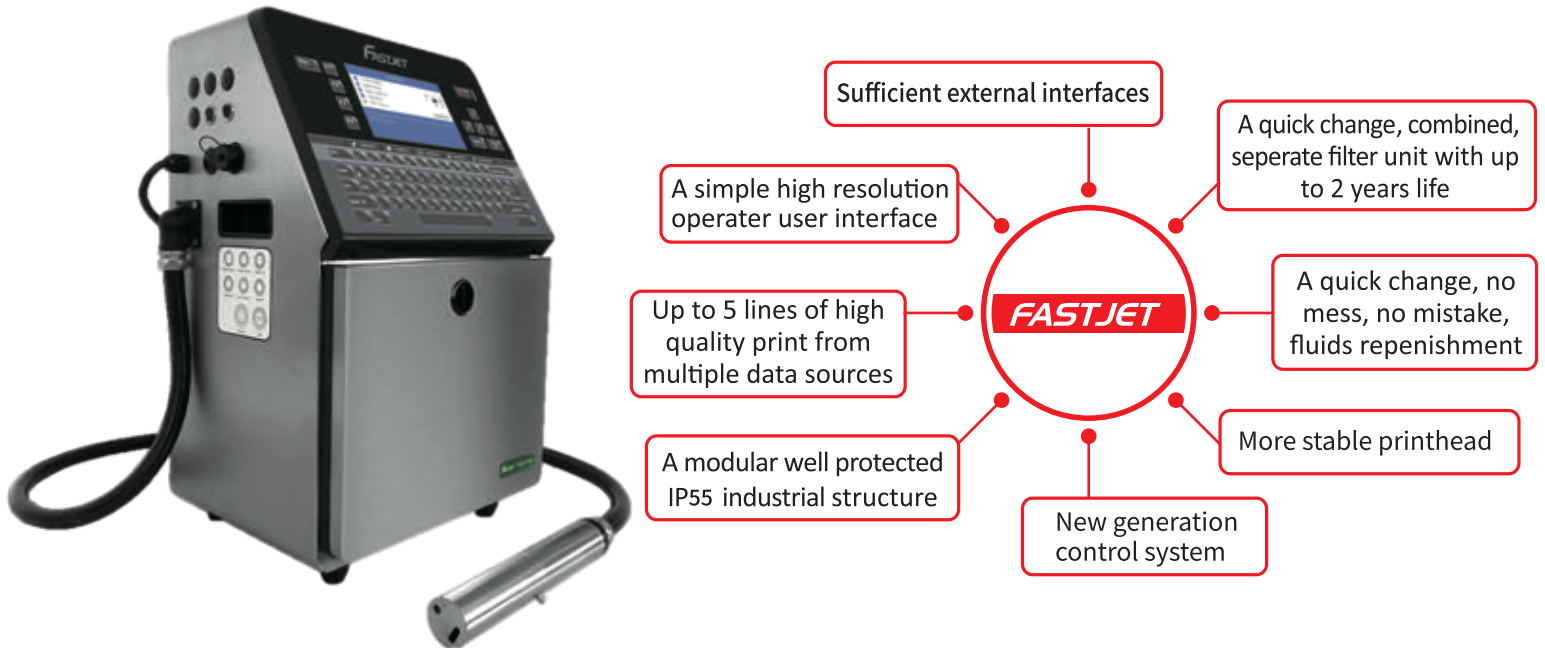 FASTJET
Sufficient external interfaces
A quick change, combined,
seperate filter unit with up
to 2 years life
A simple high resolution
operater user interface
A quick change, no
mess, no mistake,
fluids repenishment
Up to 5 lines of high
quality print from
multiple data sources
FASTJET
More stable printhead
A modular well protected
IP55 industrial structure
New generation
control system